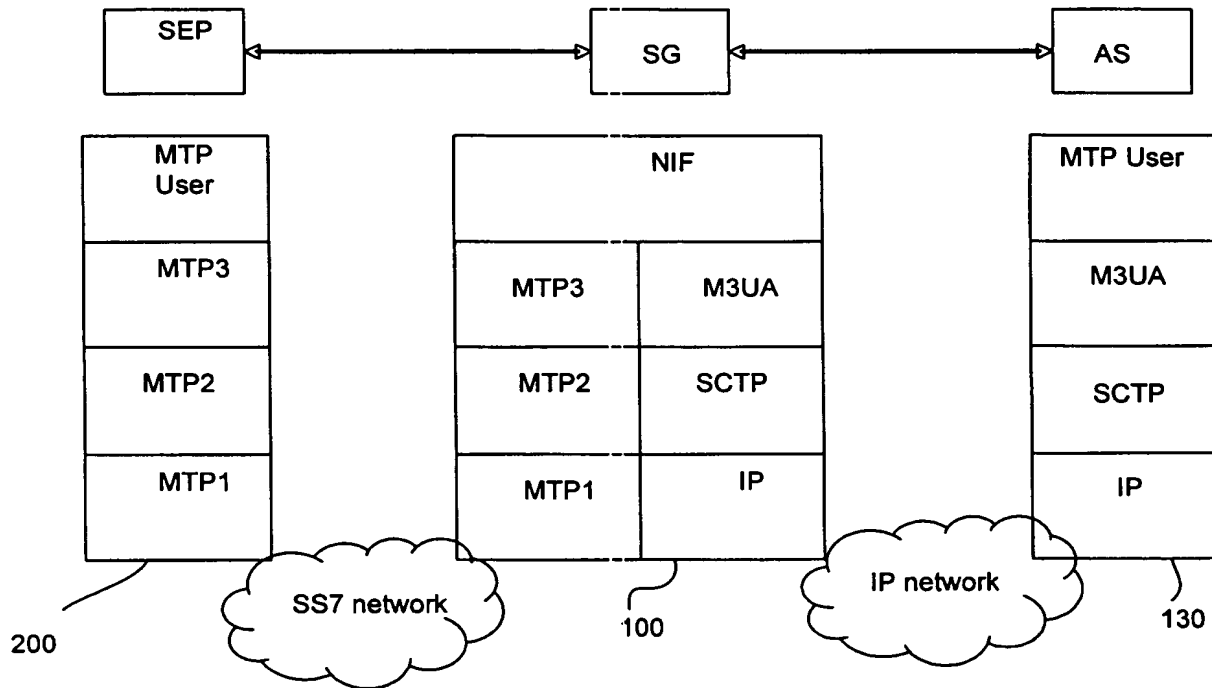 SEP
SG
AS
MTP
User
NIF
MTP User
MTP3
MTP3
M3UA
M3UA
MTP2
MTP2
SCTP
SCTP
MTP1
MTP1
IP
IP
SS7 network
IP network
200
100
130